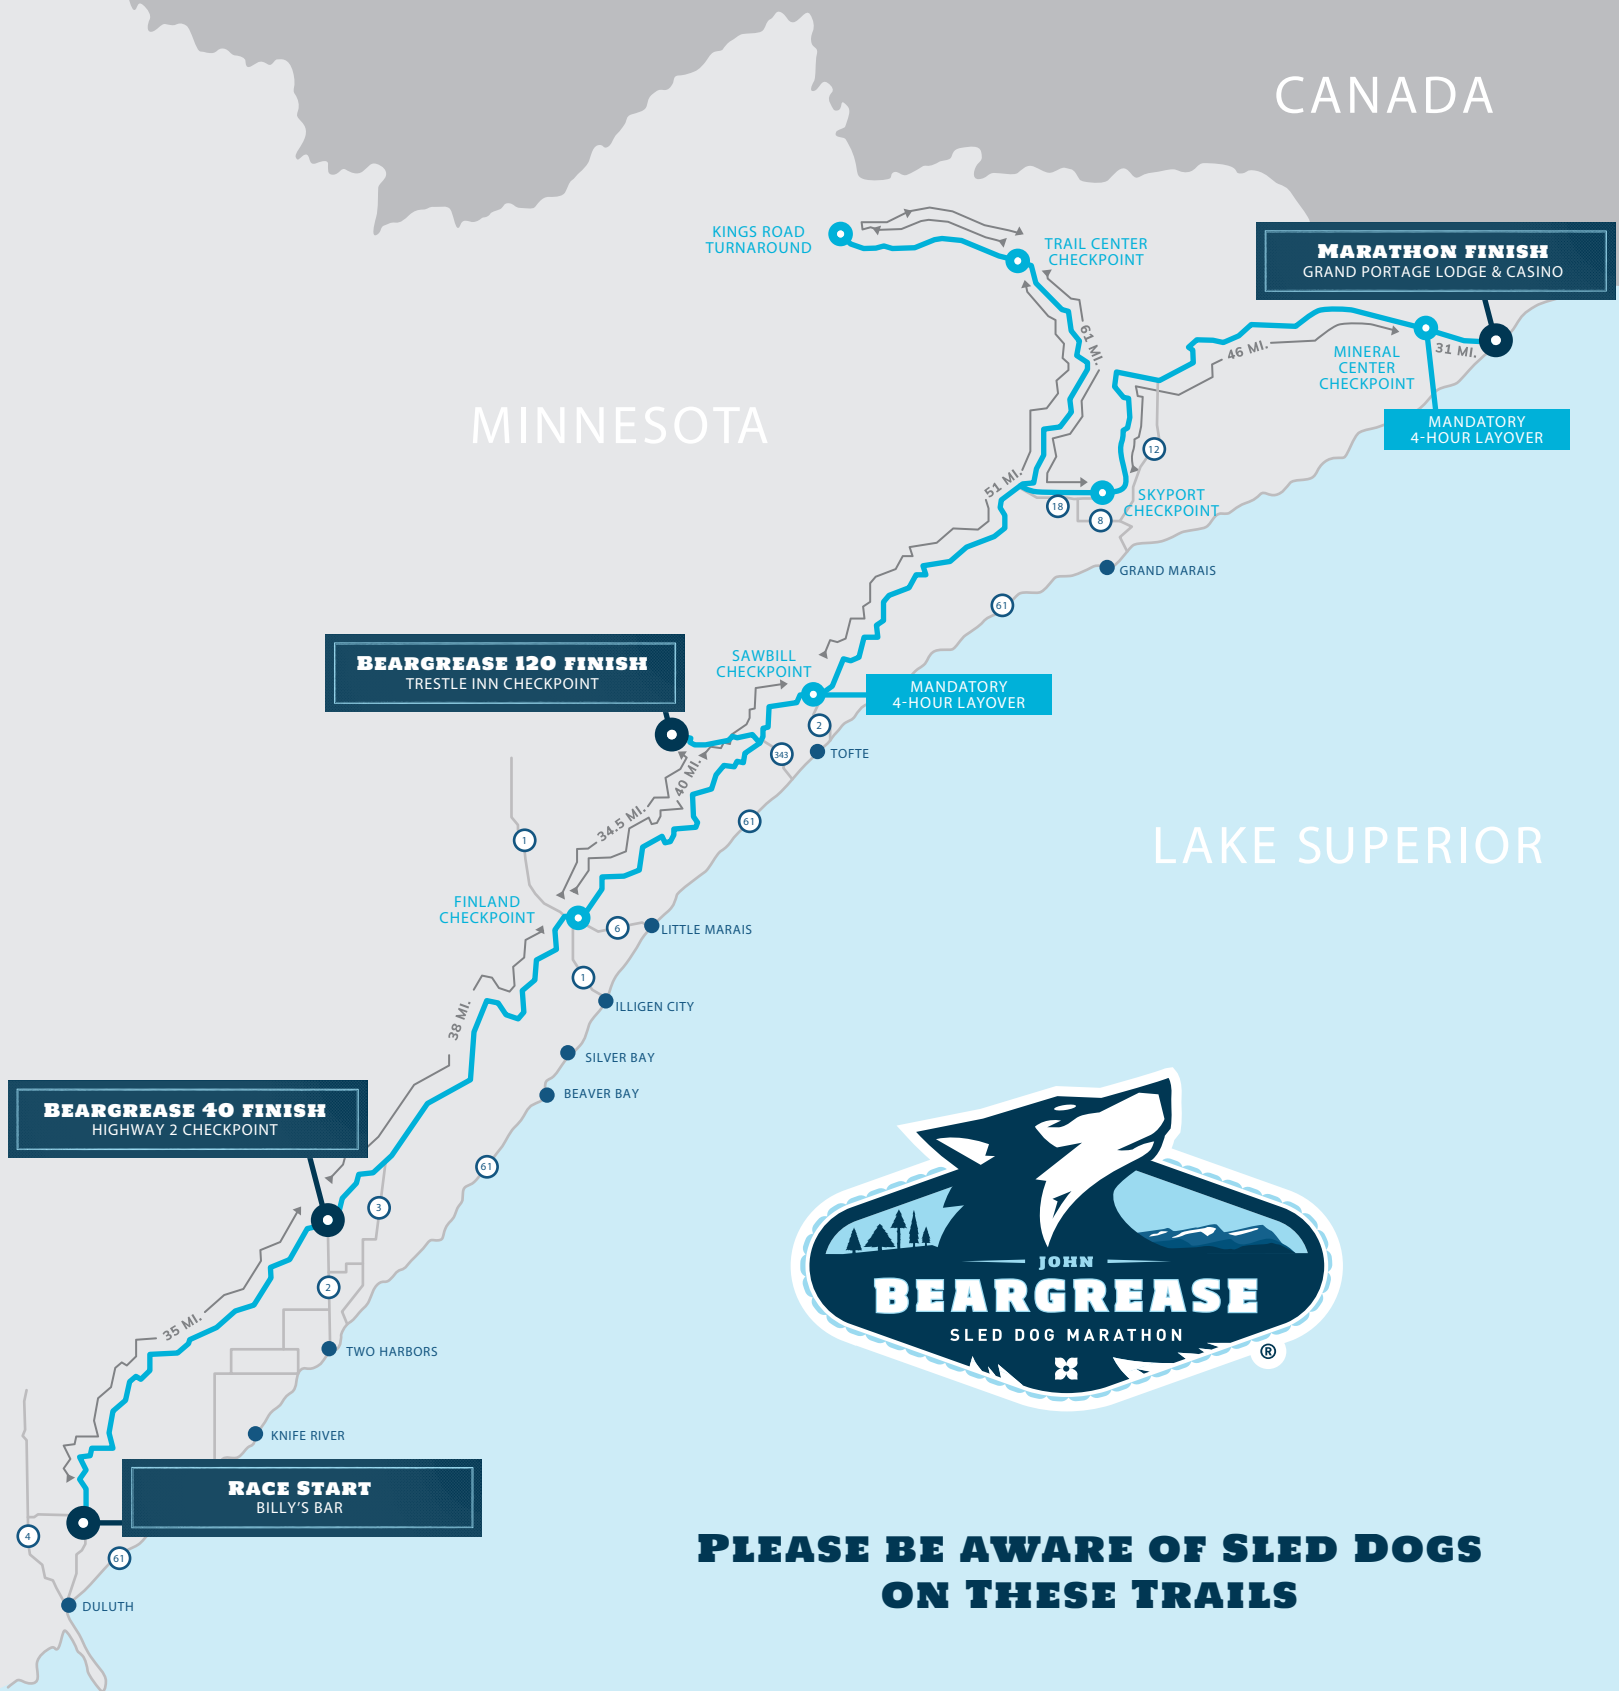 CANADA
KINGS ROAD
TURNAROUND
TRAIL CENTER
CHECKPOINT
MARATHON FINISH
GRAND PORTAGE LODGE & CASINO
61 MI.
46 MI.
MINERAL
CENTER
CHECKPOINT
31 MI.
MANDATORY
4-HOUR LAYOVER
MINNESOTA
12
51 MI.
18
SKYPORT
CHECKPOINT
8
GRAND MARAIS
61
BEARGREASE 120 FINISH
TRESTLE INN CHECKPOINT
SAWBILL
CHECKPOINT
MANDATORY
4-HOUR LAYOVER
2
343
TOFTE
40 MI.
34.5 MI.
61
1
LAKE SUPERIOR
FINLAND
CHECKPOINT
6
LITTLE MARAIS
1
ILLIGEN CITY
38 MI.
SILVER BAY
BEAVER BAY
BEARGREASE 40 FINISH
HIGHWAY 2 CHECKPOINT
61
3
2
35 MI.
TWO HARBORS
KNIFE RIVER
JOHN
BEARGREASE
SLED DOG MARATHON
®
RACE START
BILLY'S BAR
4
61
DULUTH
PLEASE BE AWARE OF SLED DOGS
ON THESE TRAILS